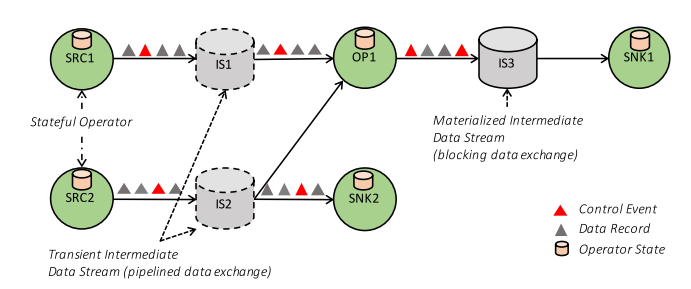 SRC1
IS1
OP1
IS3
SNK1
Stateful Operator
Materialized Intermediate
Data Stream
(blocking data exchange)
SRC2
IS2
SNK2
Control Event
Data Record
Operator State
Transient Intermediate
Data Stream (pipelined data exchange)